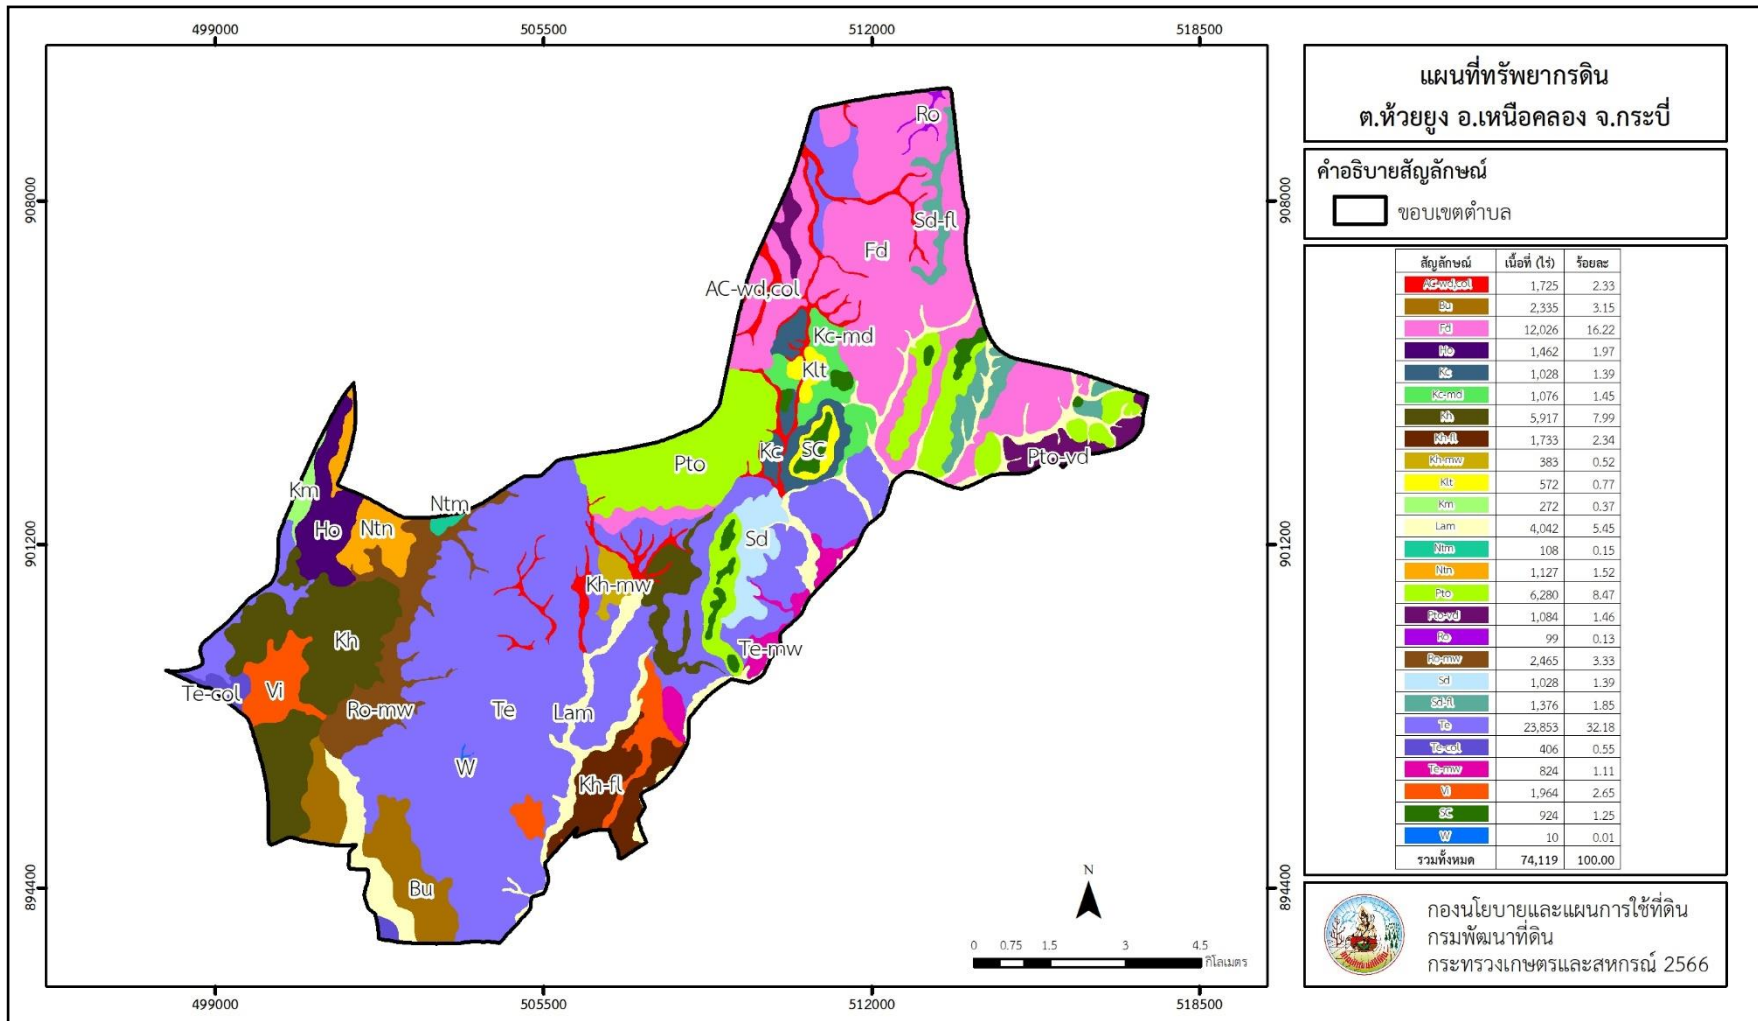 499000 505500 512000 518500
แผนที่ทรัพยากรดิน
ต.ห้วยยูง อ.เหนือคลอง จ.กระบี่
คำอธิบายสัญลักษณ์
ขอบเขตตำบล
สัญลักษณ์ เนื้อที่ (ไร่) ร้อยละ
AC-wd,col 1,725 2.33
Bu 2,335 3.15
Fd 12,026 16.22
Ho 1,462 1.97
Kc 1,028 1.39
Kc-md 1,076 1.45
Kh 5,917 7.99
Kh-fl 1,733 2.34
Kh-mw 383 0.52
Klt 572 0.77
Km 272 0.37
Lam 4,042 5.45
Ntm 108 0.15
Ntn 1,127 1.52
Pto 6,280 8.47
Pto-vd 1,084 1.46
Ro 99 0.13
Ro-mw 2,465 3.33
Sd 1,028 1.39
Sd-fl 1,376 1.85
Te 23,853 32.18
Te-col 406 0.55
Te-mw 824 1.11
Vi 1,964 2.65
SC 924 1.25
W 10 0.01
รวมทั้งหมด 74,119 100.00
กองนโยบายและแผนการใช้ที่ดิน
กรมพัฒนาที่ดิน
กระทรวงเกษตรและสหกรณ์ 2566
908000 908000
901200 901200
894400 894400
Ro
Sd-fl
Fd
AC-wd,col
Kc-md
Klt
SC
Kc
Pto
Pto-vd
Km
Ntm
Ho
Ntn
Sd
Kh-mw
Kh
Te-mw
Te-col
Vi
Ro-mw
Te
Lam
W
Kh-fl
Bu
N
0 0.75 1.5 3 4.5
กิโลเมตร
499000 505500 512000 518500